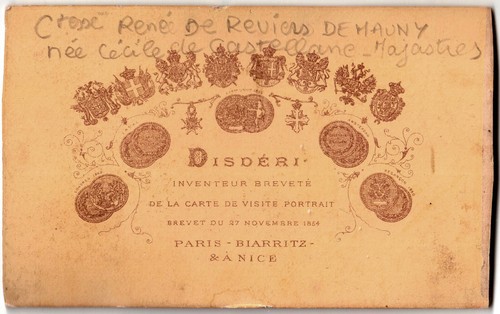 Ctesse Renée De Reviers DE MAUNY
née Cécile de Castellane-Majastres
DISDÉRI
INVENTEUR BREVETÉ
DE LA CARTE DE VISITE PORTRAIT
BREVET DU 27 NOVEMBRE 1854
PARIS - BIARRITZ -
& À NICE